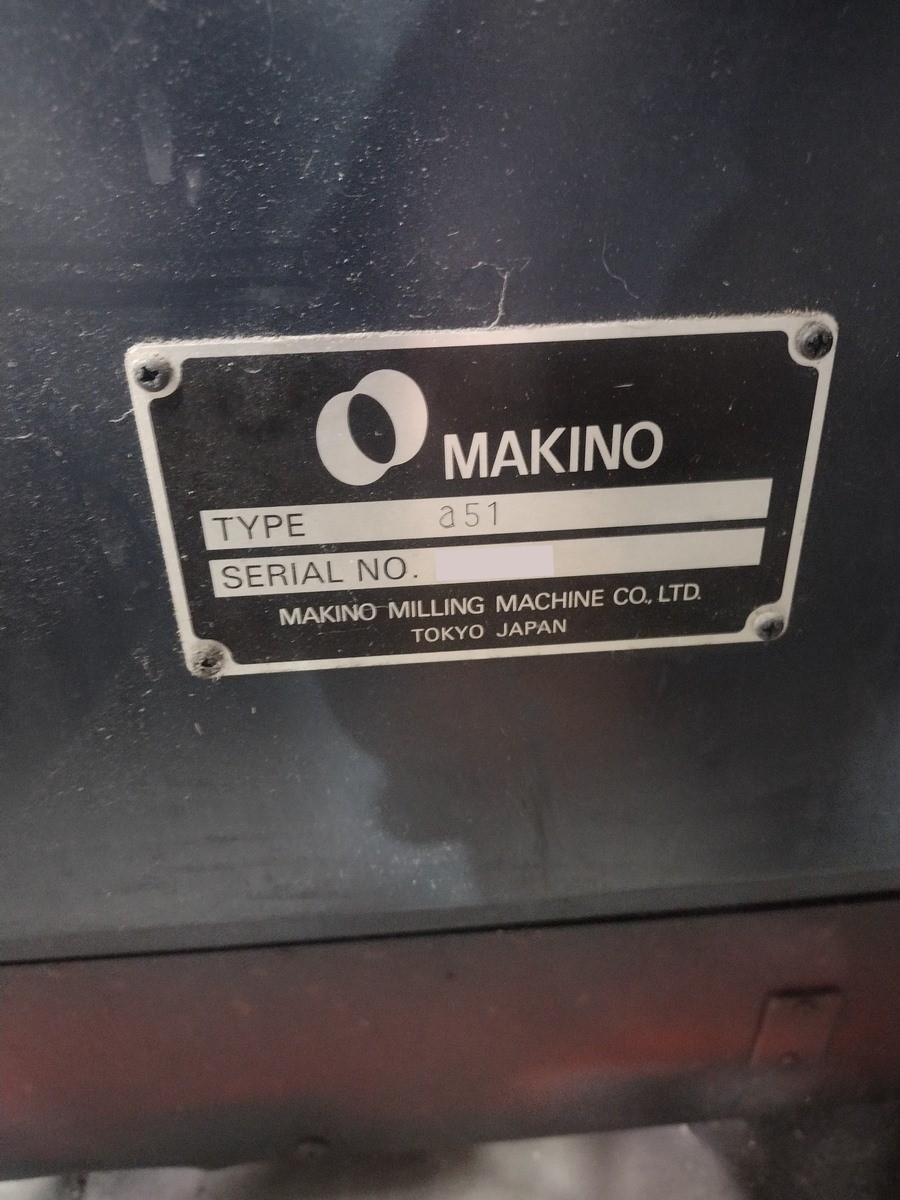 MAKINO
TYPE a51
SERIAL NO.
MAKINO MILLING MACHINE CO., LTD.
TOKYO JAPAN